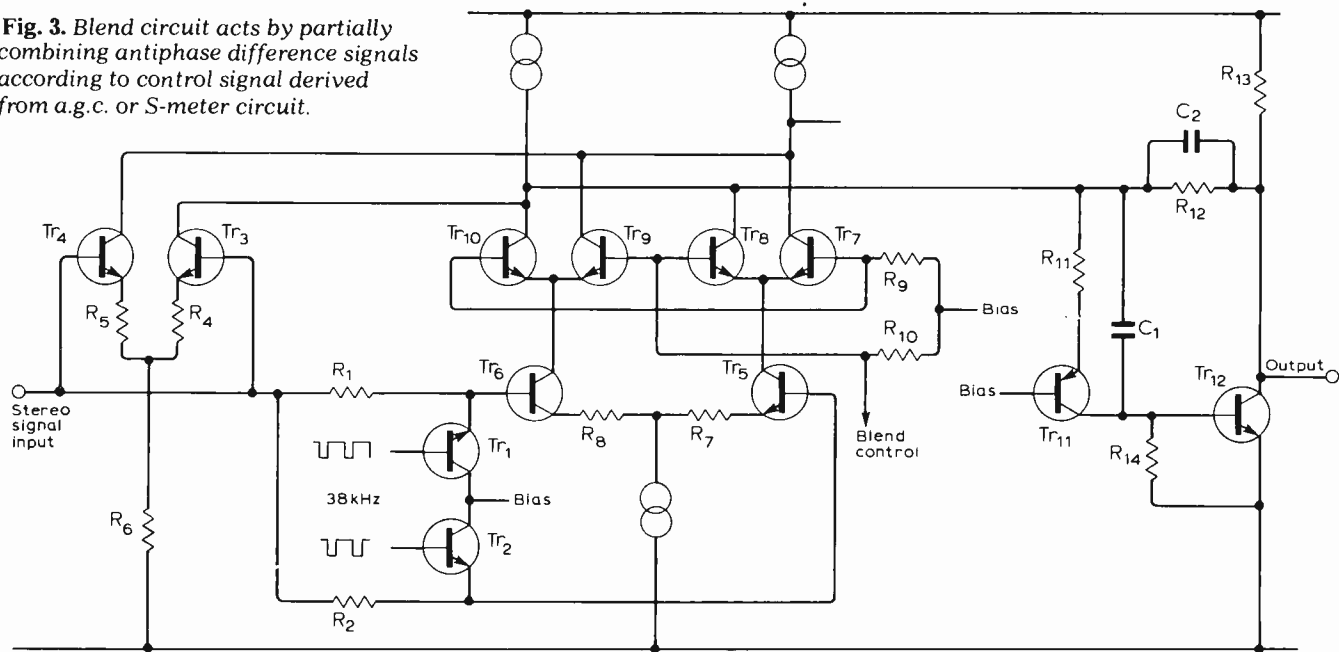 Fig. 3. Blend circuit acts by partially
combining antiphase difference signals
according to control signal derived
from a.g.c. or S-meter circuit.
R13
C2
R12
Tr4
Tr3
Tr10
Tr9
Tr8
Tr7
R11
R9
R5
R4
Bias
R10
C1
R1
Tr6
Tr5
Output
Tr12
Stereo
signal
input
Bias
R8
R7
Blend
control
Tr11
Tr1
R14
38kHz
Bias
R6
Tr2
R2